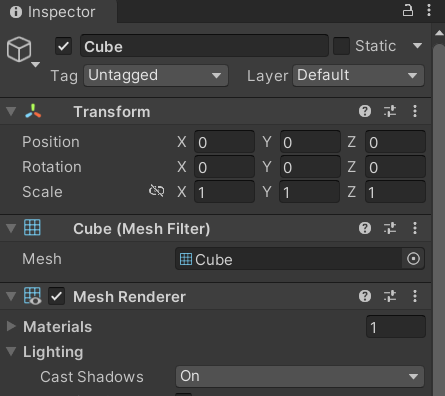 Inspector
Cube Static
Tag Untagged Layer Default
Transform
Position X 0 Y 0 Z 0
Rotation X 0 Y 0 Z 0
Scale X 1 Y 1 Z 1
Cube (Mesh Filter)
Mesh Cube
Mesh Renderer
Materials 1
Lighting
Cast Shadows On